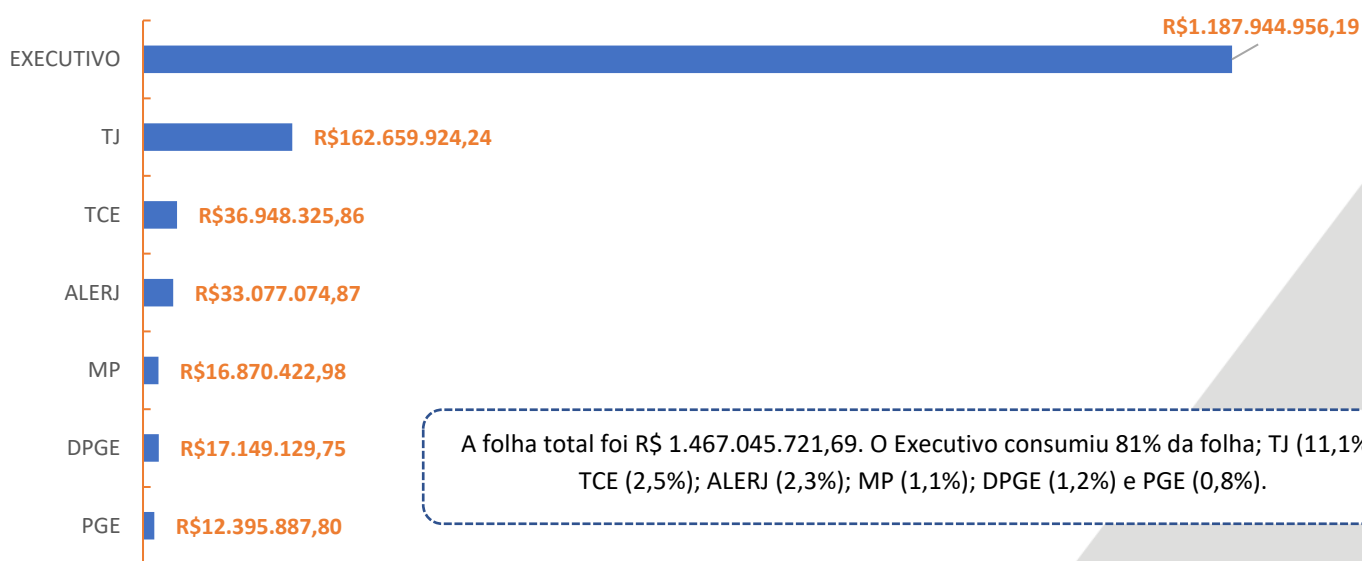 R$1.187.944.956,19
EXECUTIVO
TJ R$162.659.924,24
TCE R$36.948.325,86
ALERJ R$33.077.074,87
MP R$16.870.422,98
DPGE R$17.149.129,75
PGE R$12.395.887,80
A folha total foi R$ 1.467.045.721,69. O Executivo consumiu 81% da folha; TJ (11,1%
TCE (2,5%); ALERJ (2,3%); MP (1,1%); DPGE (1,2%) e PGE (0,8%).